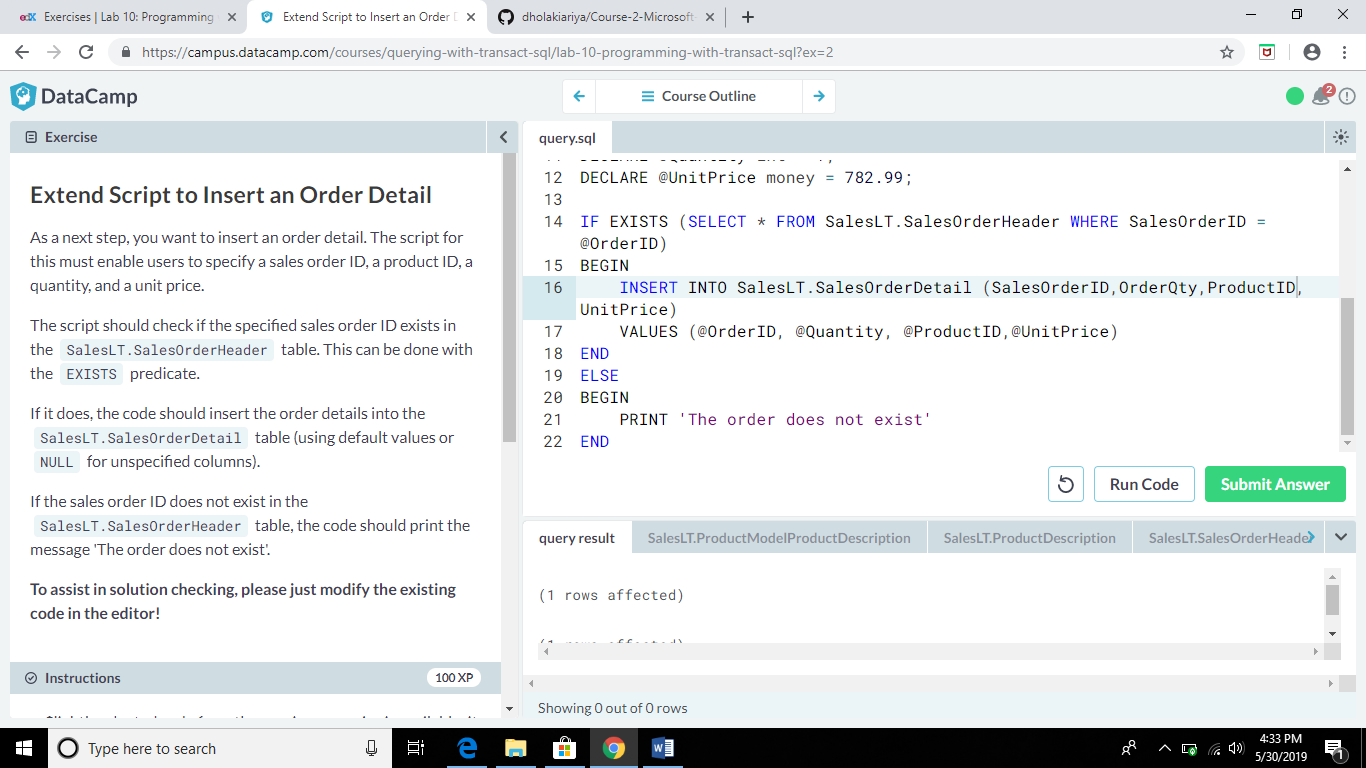 edX Exercises | Lab 10: Programming
Extend Script to Insert an Order D
dholakiariya/Course-2-Microsoft-
https://campus.datacamp.com/courses/querying-with-transact-sql/lab-10-programming-with-transact-sql?ex=2
DataCamp
Course Outline
2
Exercise
Extend Script to Insert an Order Detail
As a next step, you want to insert an order detail. The script for
this must enable users to specify a sales order ID, a product ID, a
quantity, and a unit price.
The script should check if the specified sales order ID exists in
the SalesLT.SalesOrderHeader table. This can be done with
the EXISTS predicate.
If it does, the code should insert the order details into the
SalesLT.SalesOrderDetail table (using default values or
NULL for unspecified columns).
If the sales order ID does not exist in the
SalesLT.SalesOrderHeader table, the code should print the
message 'The order does not exist'.
To assist in solution checking, please just modify the existing
code in the editor!
Instructions
100 XP
query.sql
12 DECLARE @UnitPrice money = 782.99;
13
14 IF EXISTS (SELECT * FROM SalesLT.SalesOrderHeader WHERE SalesOrderID =
@OrderID)
15 BEGIN
16 INSERT INTO SalesLT.SalesOrderDetail (SalesOrderID,OrderQty,ProductID,
UnitPrice)
17 VALUES (@OrderID, @Quantity, @ProductID,@UnitPrice)
18 END
19 ELSE
20 BEGIN
21 PRINT 'The order does not exist'
22 END
Run Code
Submit Answer
query result
SalesLT.ProductModelProductDescription
SalesLT.ProductDescription
SalesLT.SalesOrderHeade
(1 rows affected)
Showing 0 out of 0 rows
Type here to search
4:33 PM
5/30/2019
1